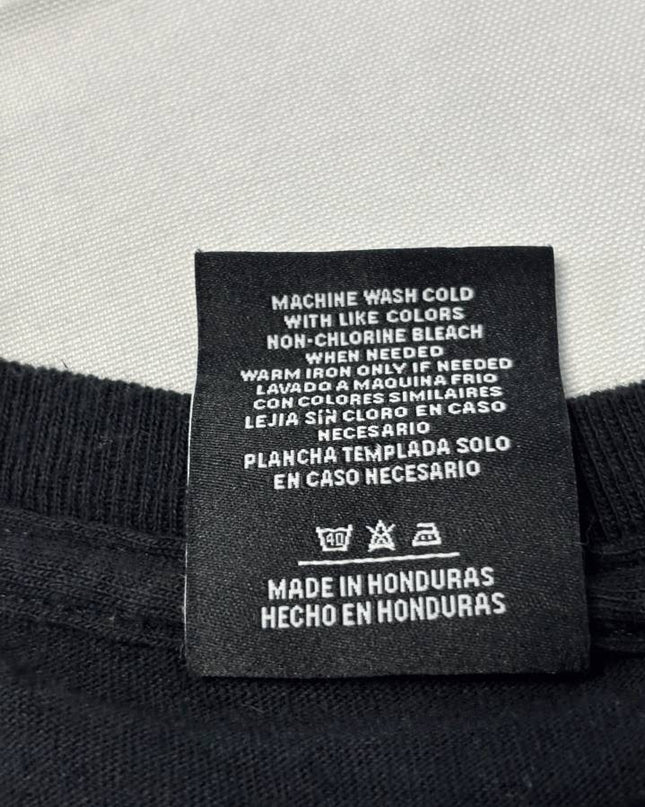 MACHINE WASH COLD
WITH LIKE COLORS
NON-CHLORINE BLEACH
WHEN NEEDED
WARM IRON ONLY IF NEEDED
LAVADO A MAQUINA FRIO
CON COLORES SIMILAIRES
LEJIA SIN CLORO EN CASO
NECESARIO
PLANCHA TEMPLADA SOLO
EN CASO NECESARIO
40
MADE IN HONDURAS
HECHO EN HONDURAS